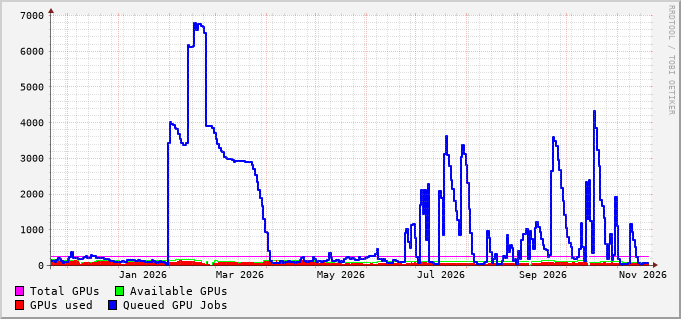 7000
6000
5000
4000
3000
2000
1000
0
Jan 2026 Mar 2026 May 2026 Jul 2026 Sep 2026 Nov 2026
Total GPUs Available GPUs
GPUs used Queued GPU Jobs
RRDTOOL / TOBI OETIKER